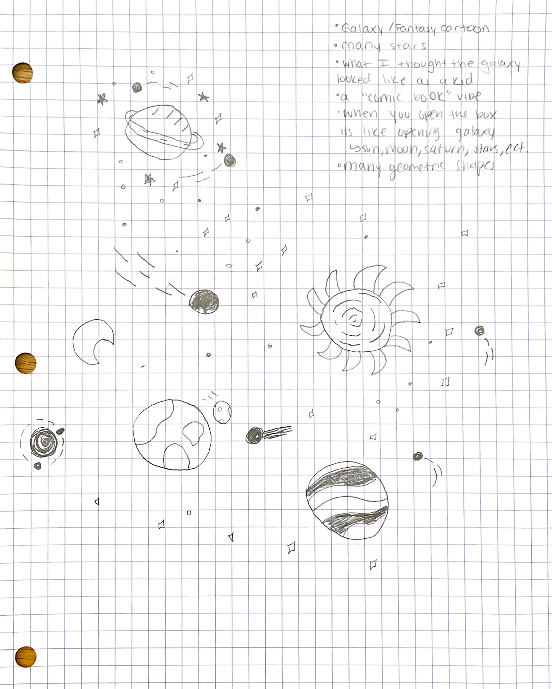 • Galaxy/Fantasy cartoon
• many stars
• what I thought the galaxy
looked like as a kid
• a "comic book" vibe
• when you open the box
its like opening galaxy
↳ sun, moon, saturn, stars, ect.
• many geometric shapes